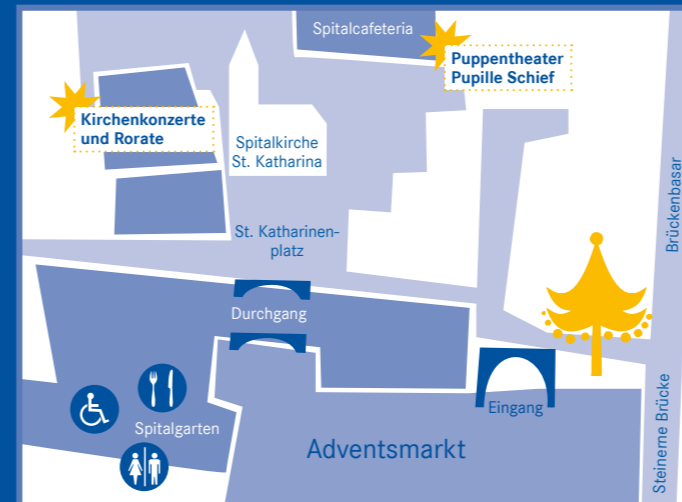 Spitalcafeteria
Puppentheater
Pupille Schief
Kirchenkonzerte
und Rorate
Spitalkirche
St. Katharina
Brückenbasar
St. Katharinen-
platz
Durchgang
Eingang
Spitalgarten
Adventsmarkt
Steinerne Brücke